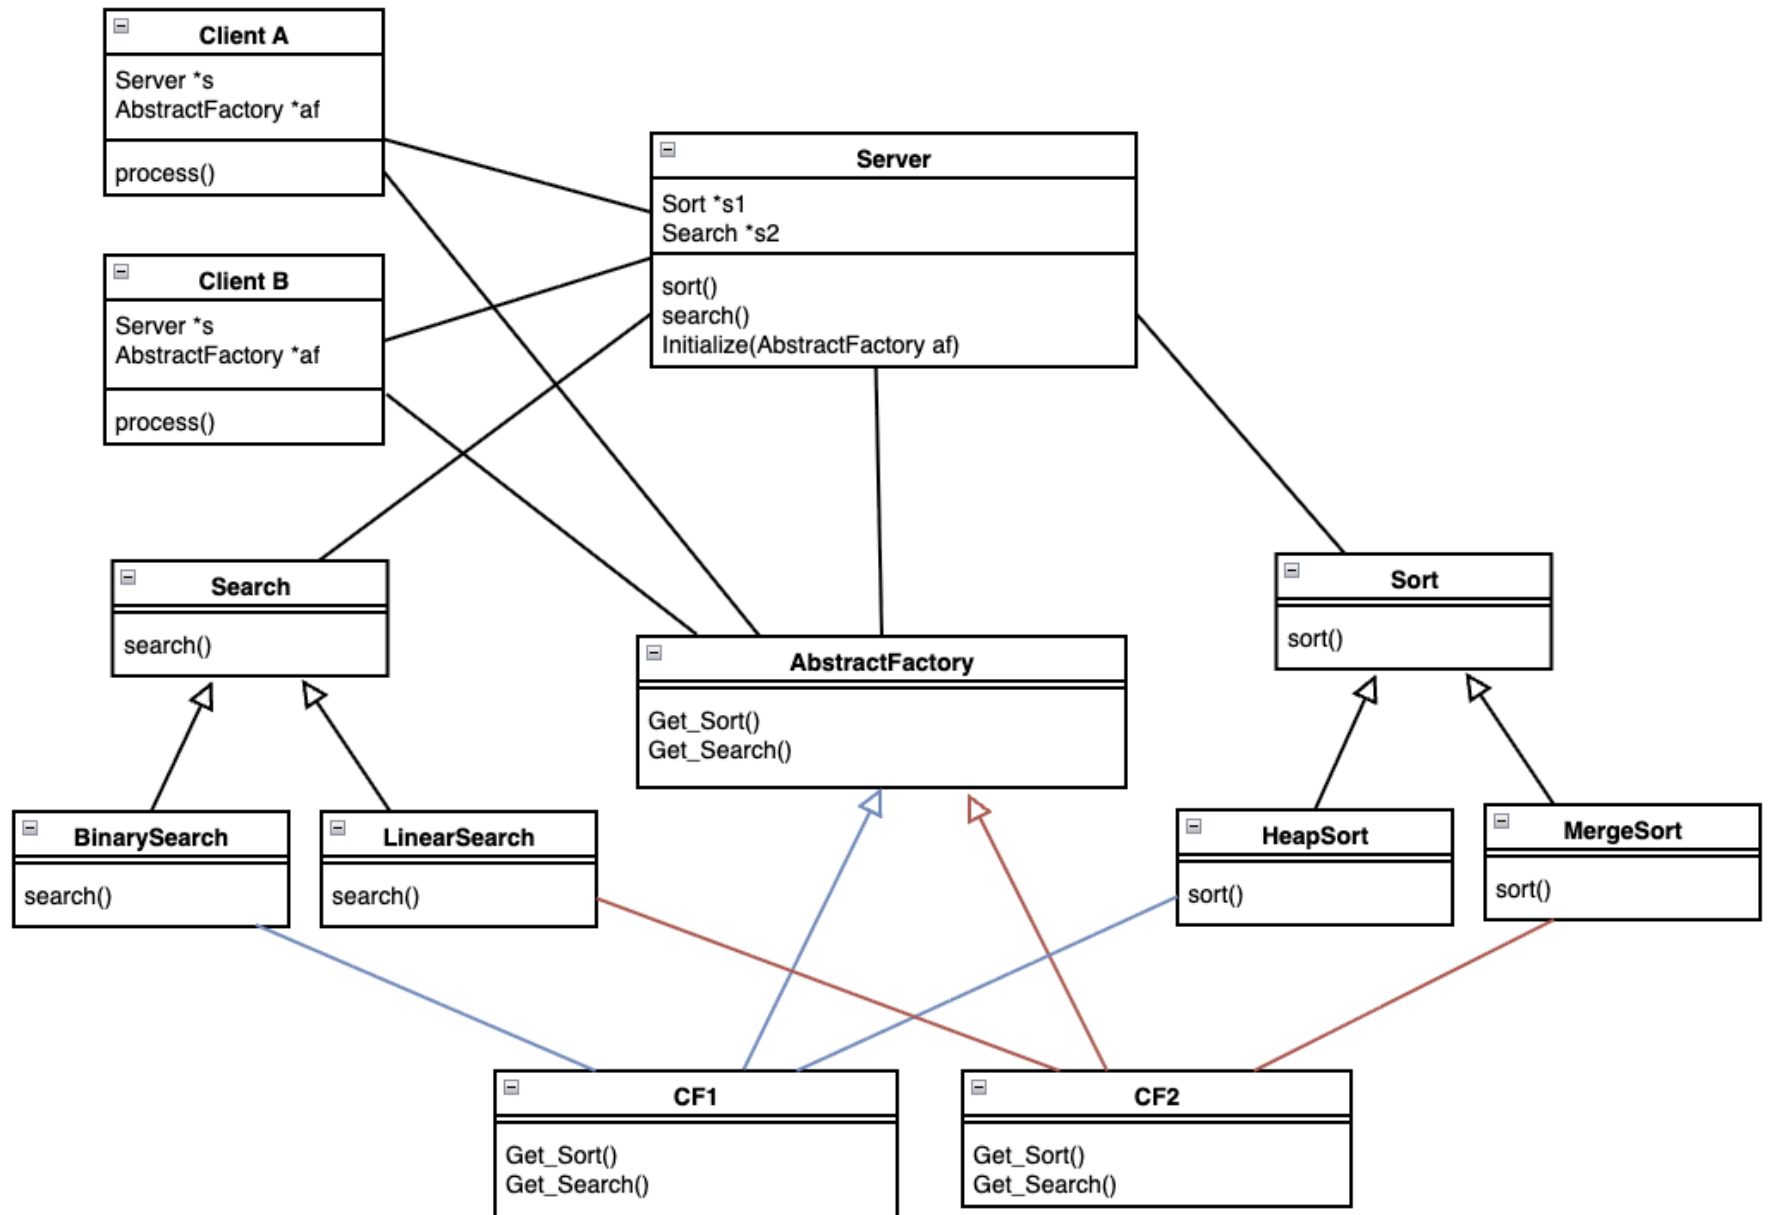 Client A
Server *s
AbstractFactory *af
process()
Server
Sort *s1
Search *s2
sort()
search()
Initialize(AbstractFactory af)
Client B
Server *s
AbstractFactory *af
process()
Search
search()
AbstractFactory
Get_Sort()
Get_Search()
Sort
sort()
BinarySearch
search()
LinearSearch
search()
HeapSort
sort()
MergeSort
sort()
CF1
Get_Sort()
Get_Search()
CF2
Get_Sort()
Get_Search()